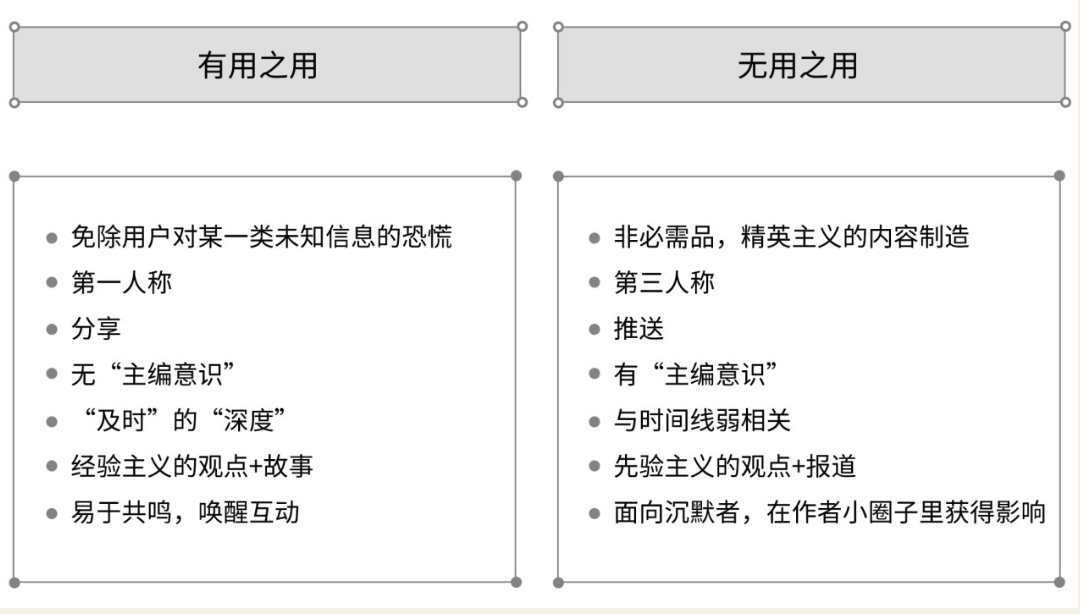 有用之用
无用之用
免除用户对某一类未知信息的恐慌
第一人称
分享
无“主编意识”
“及时”的“深度”
经验主义的观点+故事
易于共鸣，唤醒互动
非必需品，精英主义的内容制造
第三人称
推送
有“主编意识”
与时间线弱相关
先验主义的观点+报道
面向沉默者，在作者小圈子里获得影响